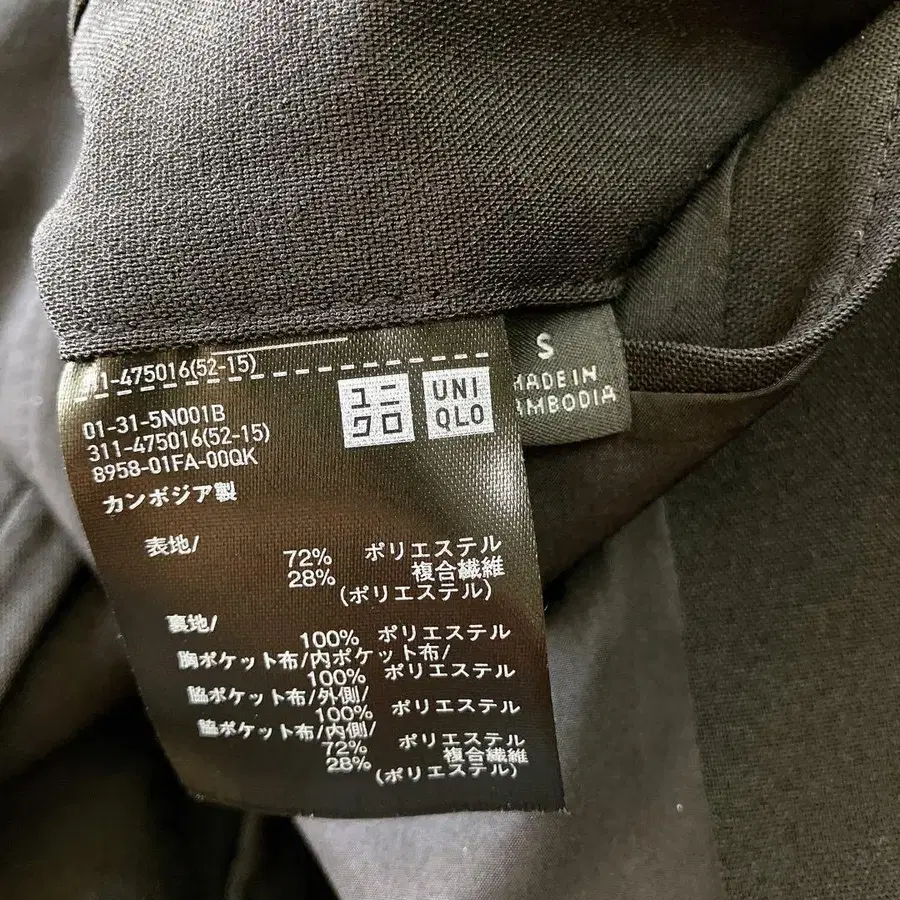 11-475016(52-15)
01-31-5N001B
311-475016(52-15)
8958-01FA-00QK
カンボジア製
ユニ
クロ
UNI
QLO
S
MADE IN
AMBODIA
表地/
72% ポリエステル
28% 複合繊維
(ポリエステル)
裏地/
100% ポリエステル
胸ポケット布/内ポケット布/
100% ポリエステル
脇ポケット布/外側/
100% ポリエステル
脇ポケット布/内側/
72% ポリエステル
28% 複合繊維
(ポリエステル)